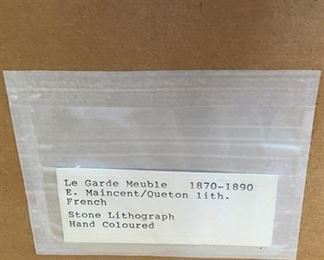 Le Garde Meuble 1870-1890
E. Maincent/Queton lith.
French
Stone Lithograph
Hand Coloured